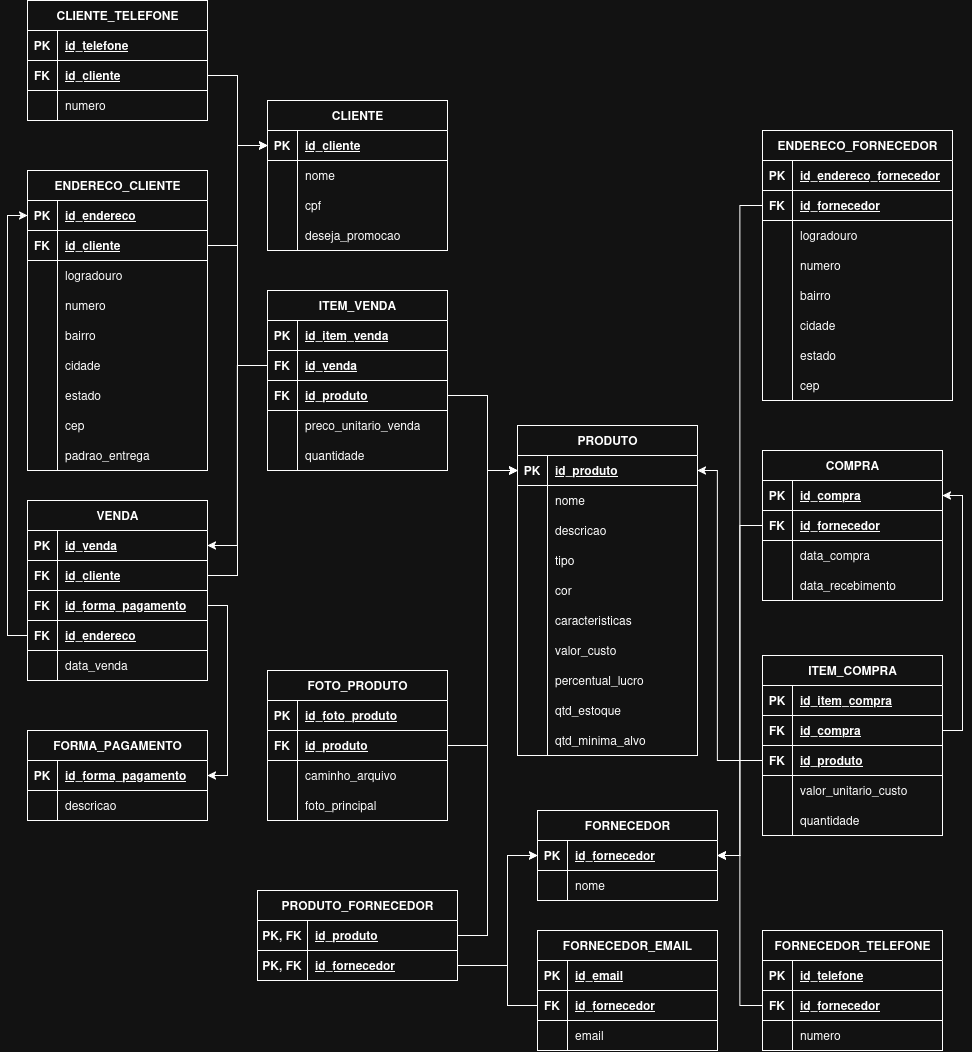 CLIENTE_TELEFONE
PK id_telefone
FK id_cliente
numero
CLIENTE
PK id_cliente
nome
cpf
deseja_promocao
ENDERECO_FORNECEDOR
PK id_endereco_fornecedor
FK id_fornecedor
logradouro
numero
bairro
cidade
estado
cep
ENDERECO_CLIENTE
PK id_endereco
FK id_cliente
logradouro
numero
bairro
cidade
estado
cep
padrao_entrega
ITEM_VENDA
PK id_item_venda
FK id_venda
FK id_produto
preco_unitario_venda
quantidade
PRODUTO
PK id_produto
nome
descricao
tipo
cor
caracteristicas
valor_custo
percentual_lucro
qtd_estoque
qtd_minima_alvo
COMPRA
PK id_compra
FK id_fornecedor
data_compra
data_recebimento
VENDA
PK id_venda
FK id_cliente
FK id_forma_pagamento
FK id_endereco
data_venda
ITEM_COMPRA
PK id_item_compra
FK id_compra
FK id_produto
valor_unitario_custo
quantidade
FOTO_PRODUTO
PK id_foto_produto
FK id_produto
caminho_arquivo
foto_principal
FORMA_PAGAMENTO
PK id_forma_pagamento
descricao
FORNECEDOR
PK id_fornecedor
nome
PRODUTO_FORNECEDOR
PK, FK id_produto
PK, FK id_fornecedor
FORNECEDOR_EMAIL
PK id_email
FK id_fornecedor
email
FORNECEDOR_TELEFONE
PK id_telefone
FK id_fornecedor
numero